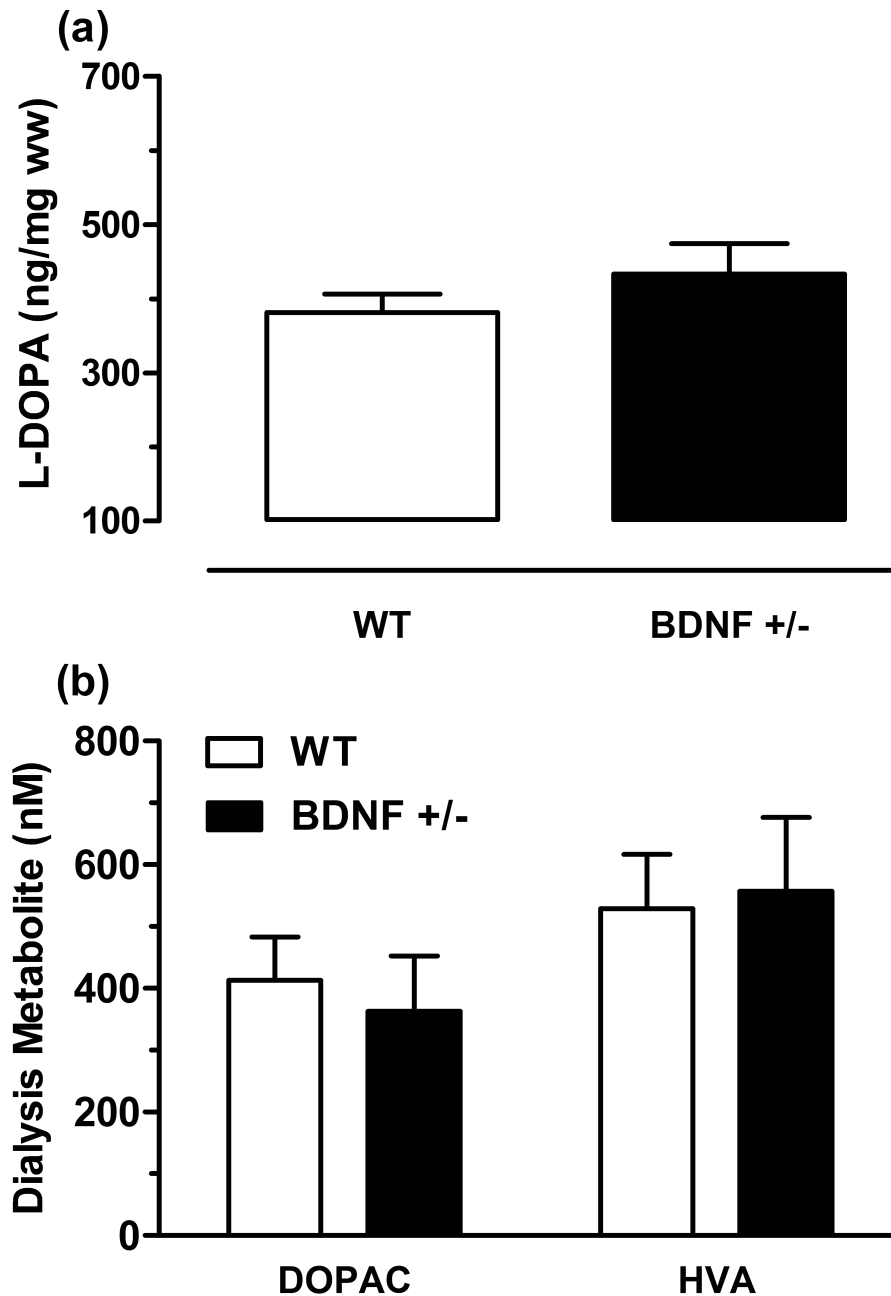 (a)
L-DOPA (ng/mg ww)
700
500
300
100
WT
BDNF +/-
(b)
Dialysis Metabolite (nM)
800
600
400
200
0
WT
BDNF +/-
DOPAC
HVA